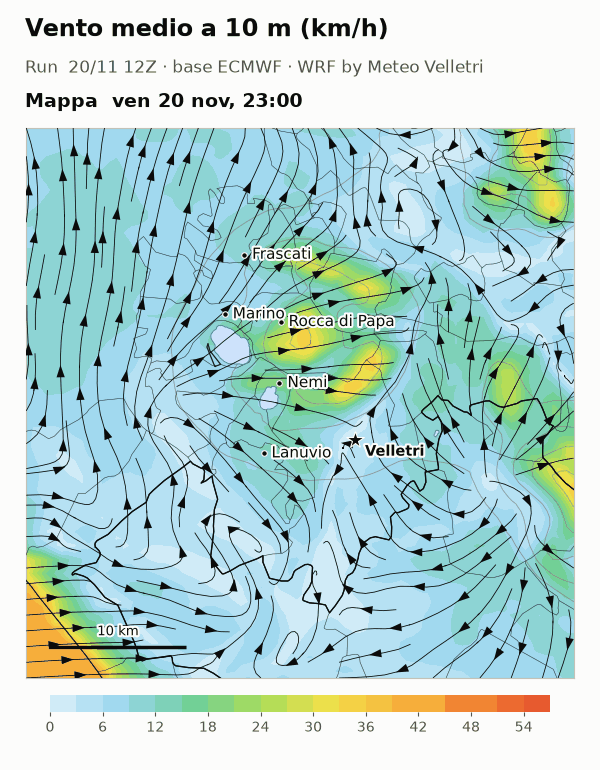 Vento medio a 10 m (km/h)
Run  20/11 12Z · base ECMWF · WRF by Meteo Velletri
Mappa  ven 20 nov, 23:00
Frascati
Marino
Rocca di Papa
Nemi
Velletri
Lanuvio
10 km
0 6 12 18 24 30 36 42 48 54